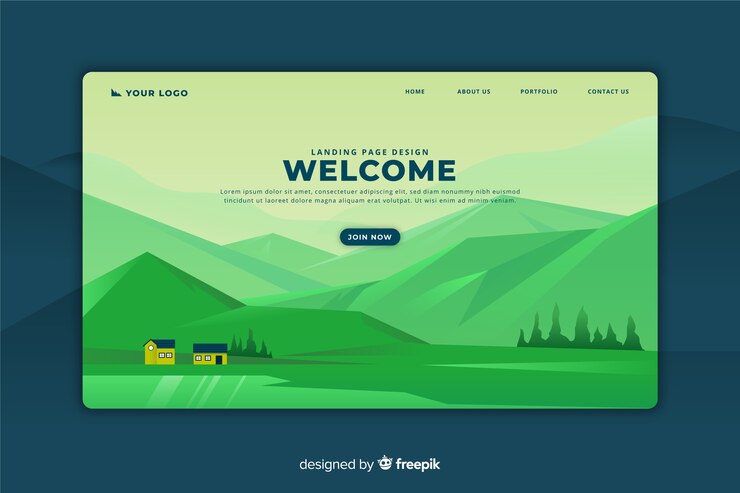 YOUR LOGO
HOME ABOUT US PORTFOLIO CONTACT US
LANDING PAGE DESIGN
WELCOME
Lorem ipsum dolor sit amet, consectetuer adipiscing elit, sed diam nonummy nibh euismod
tincidunt ut laoreet dolore magna aliquam erat volutpat. Ut wisi enim ad minim veniam.
JOIN NOW
designed by freepik